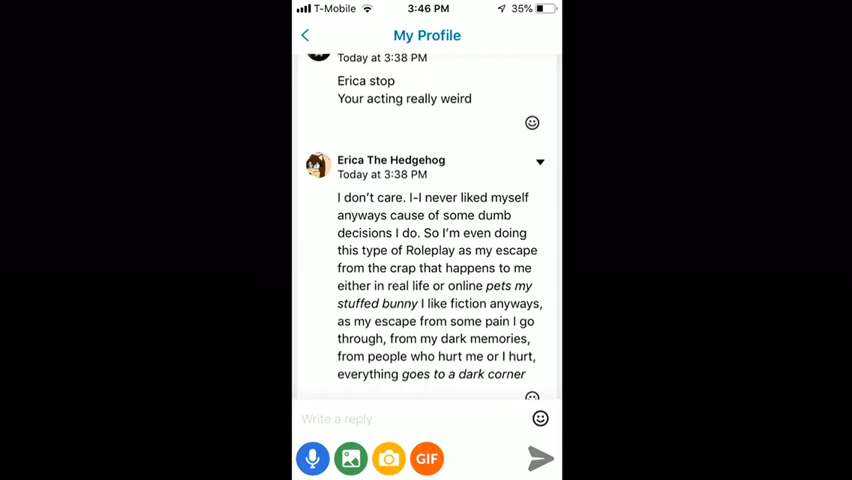 T-Mobile 3:46 PM 35%
My Profile
Today at 3:38 PM
Erica stop
Your acting really weird
Erica The Hedgehog
Today at 3:38 PM
I don't care. I-I never liked myself
anyways cause of some dumb
decisions I do. So I'm even doing
this type of Roleplay as my escape
from the crap that happens to me
either in real life or online pets my
stuffed bunny I like fiction anyways,
as my escape from some pain I go
through, from my dark memories,
from people who hurt me or I hurt,
everything goes to a dark corner
Write a reply
GIF